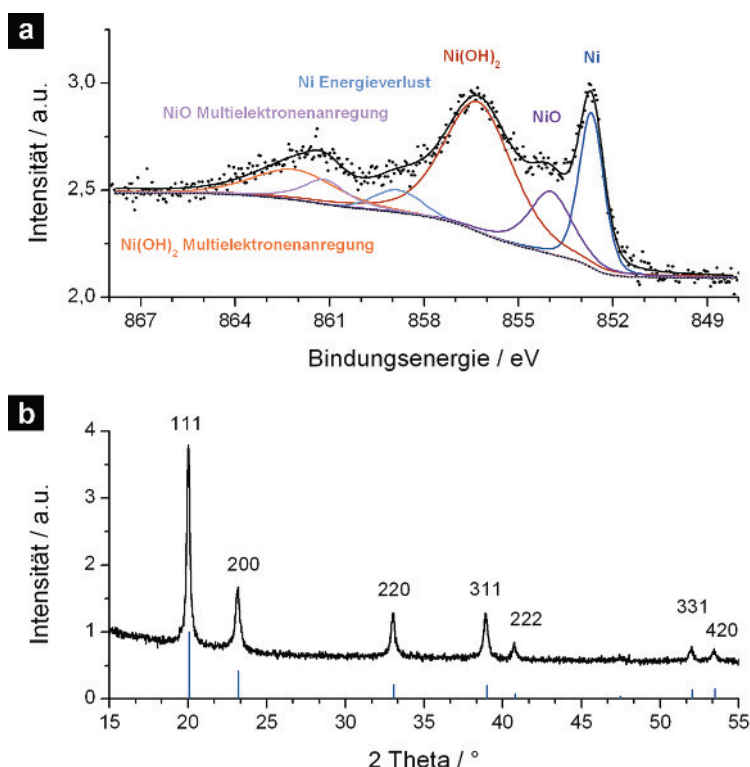 a
Ni(OH)₂
Ni
Ni Energieverlust
NiO Multielektronenanregung
NiO
Ni(OH)₂ Multielektronenanregung
3,0
2,5
2,0
Intensität / a.u.
867 864 861 858 854 852 849
Bindungsenergie / eV
b
111
200
220
311
222
331
420
4
3
2
1
0
Intensität / a.u.
15 20 25 30 35 40 45 50 55
2 Theta / °